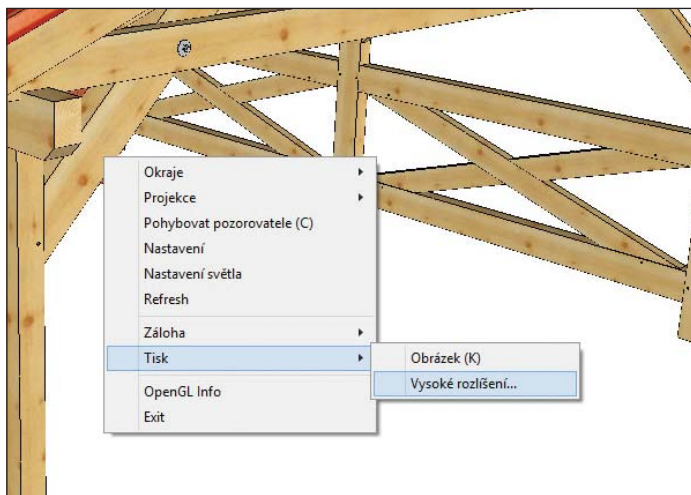 Okraje
Projekce
Pohybovat pozorovatele (C)
Nastavení
Nastavení světla
Refresh
Záloha
Tisk
Obrázek (K)
Vysoké rozlišení...
OpenGL Info
Exit